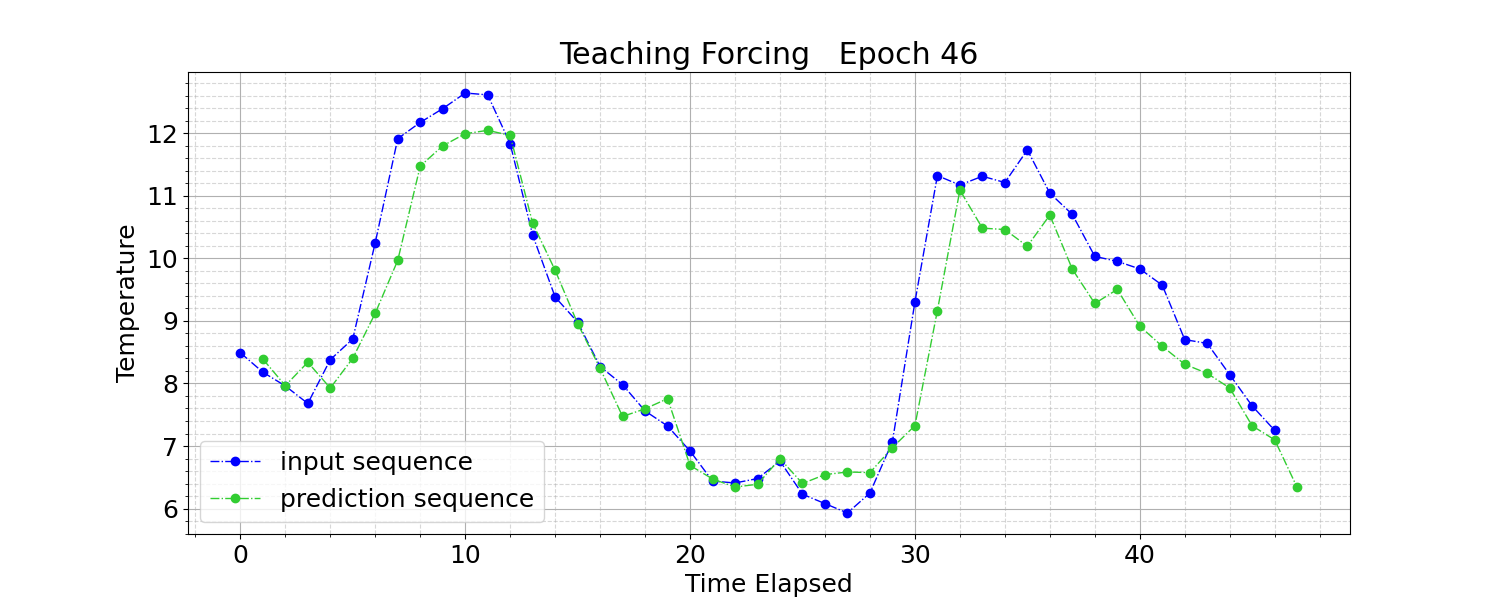 Teaching Forcing   Epoch 46
12
11
10
9
8
7
6
Temperature
input sequence
prediction sequence
0 10 20 30 40
Time Elapsed